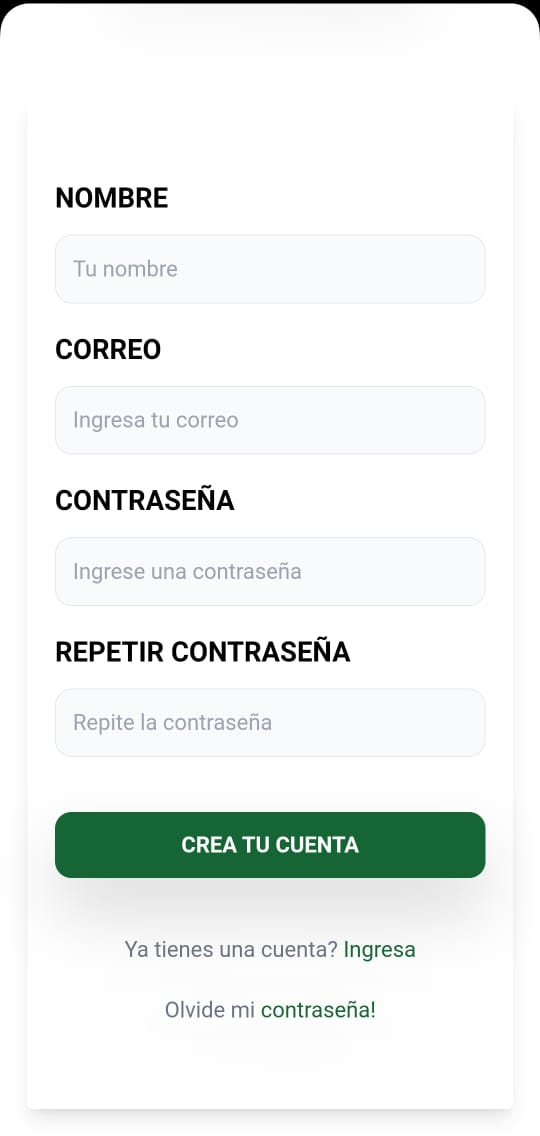 NOMBRE
Tu nombre
CORREO
Ingresa tu correo
CONTRASEÑA
Ingrese una contraseña
REPETIR CONTRASEÑA
Repite la contraseña
CREA TU CUENTA
Ya tienes una cuenta? Ingresa
Olvide mi contraseña!